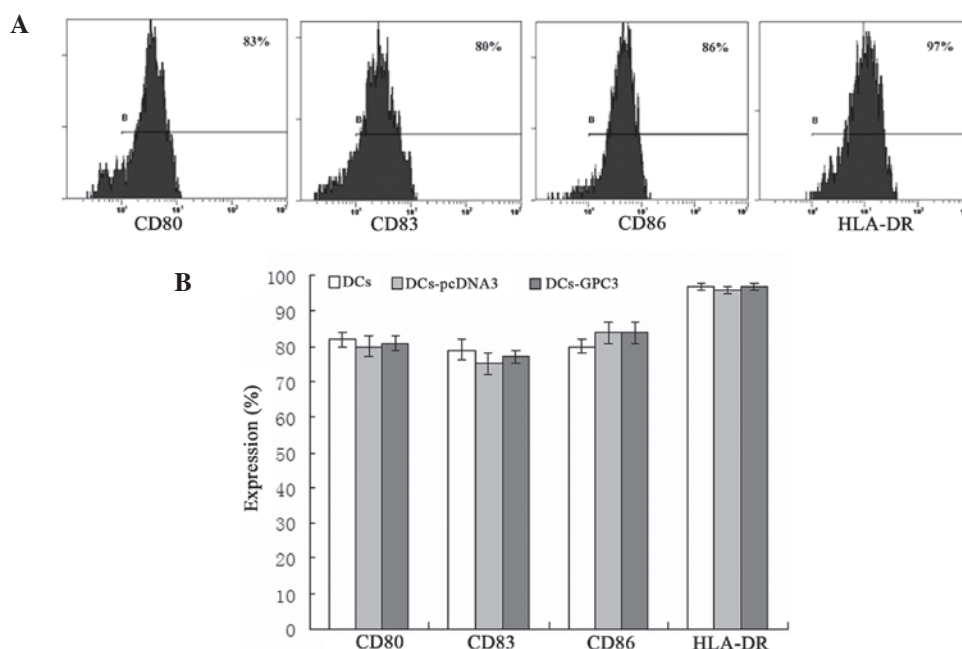 A
83%
80%
86%
97%
B
B
B
B
CD80
CD83
CD86
HLA-DR
B
DCs
DCs-pcDNA3
DCs-GPC3
Expression (%)
100
90
80
70
60
50
40
30
20
10
0
CD80
CD83
CD86
HLA-DR